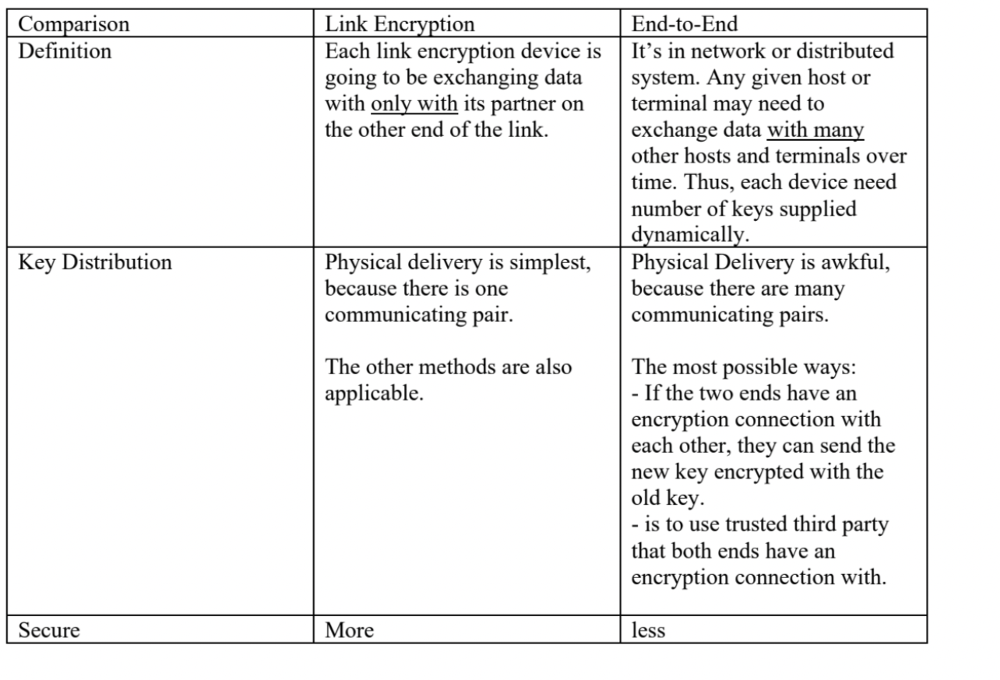 Comparison
Link Encryption
End-to-End
Definition
Each link encryption device is
going to be exchanging data
with only with its partner on
the other end of the link.
It’s in network or distributed
system. Any given host or
terminal may need to
exchange data with many
other hosts and terminals over
time. Thus, each device need
number of keys supplied
dynamically.
Key Distribution
Physical delivery is simplest,
because there is one
communicating pair.
The other methods are also
applicable.
Physical Delivery is awkful,
because there are many
communicating pairs.
The most possible ways:
- If the two ends have an
encryption connection with
each other, they can send the
new key encrypted with the
old key.
- is to use trusted third party
that both ends have an
encryption connection with.
Secure
More
less